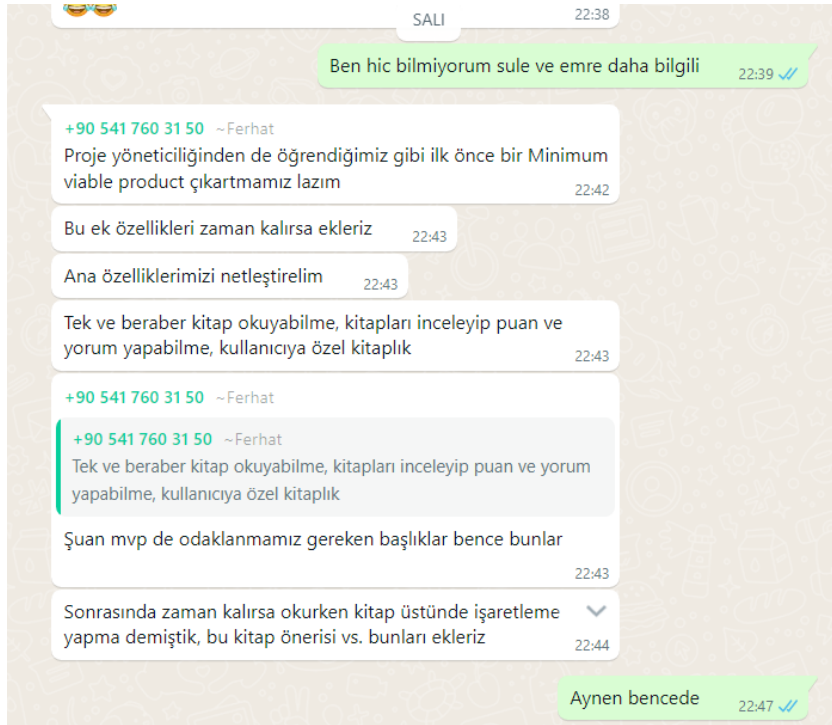 22:38
SALI
Ben hic bilmiyorum sule ve emre daha bilgili
22:39
+90 541 760 31 50 ~Ferhat
Proje yöneticiliğinden de öğrendiğimiz gibi ilk önce bir Minimum
viable product çıkartmamız lazım
22:42
Bu ek özellikleri zaman kalırsa ekleriz
22:43
Ana özelliklerimizi netleştirelim
22:43
Tek ve beraber kitap okuyabilme, kitapları inceleyip puan ve
yorum yapabilme, kullanıcıya özel kitaplık
22:43
+90 541 760 31 50 ~Ferhat
+90 541 760 31 50 ~Ferhat
Tek ve beraber kitap okuyabilme, kitapları inceleyip puan ve yorum
yapabilme, kullanıcıya özel kitaplık
Şuan mvp de odaklanmamız gereken başlıklar bence bunlar
22:43
Sonrasında zaman kalırsa okurken kitap üstünde işaretleme
yapma demiştik, bu kitap önerisi vs. bunları ekleriz
22:44
Aynen bencede
22:47